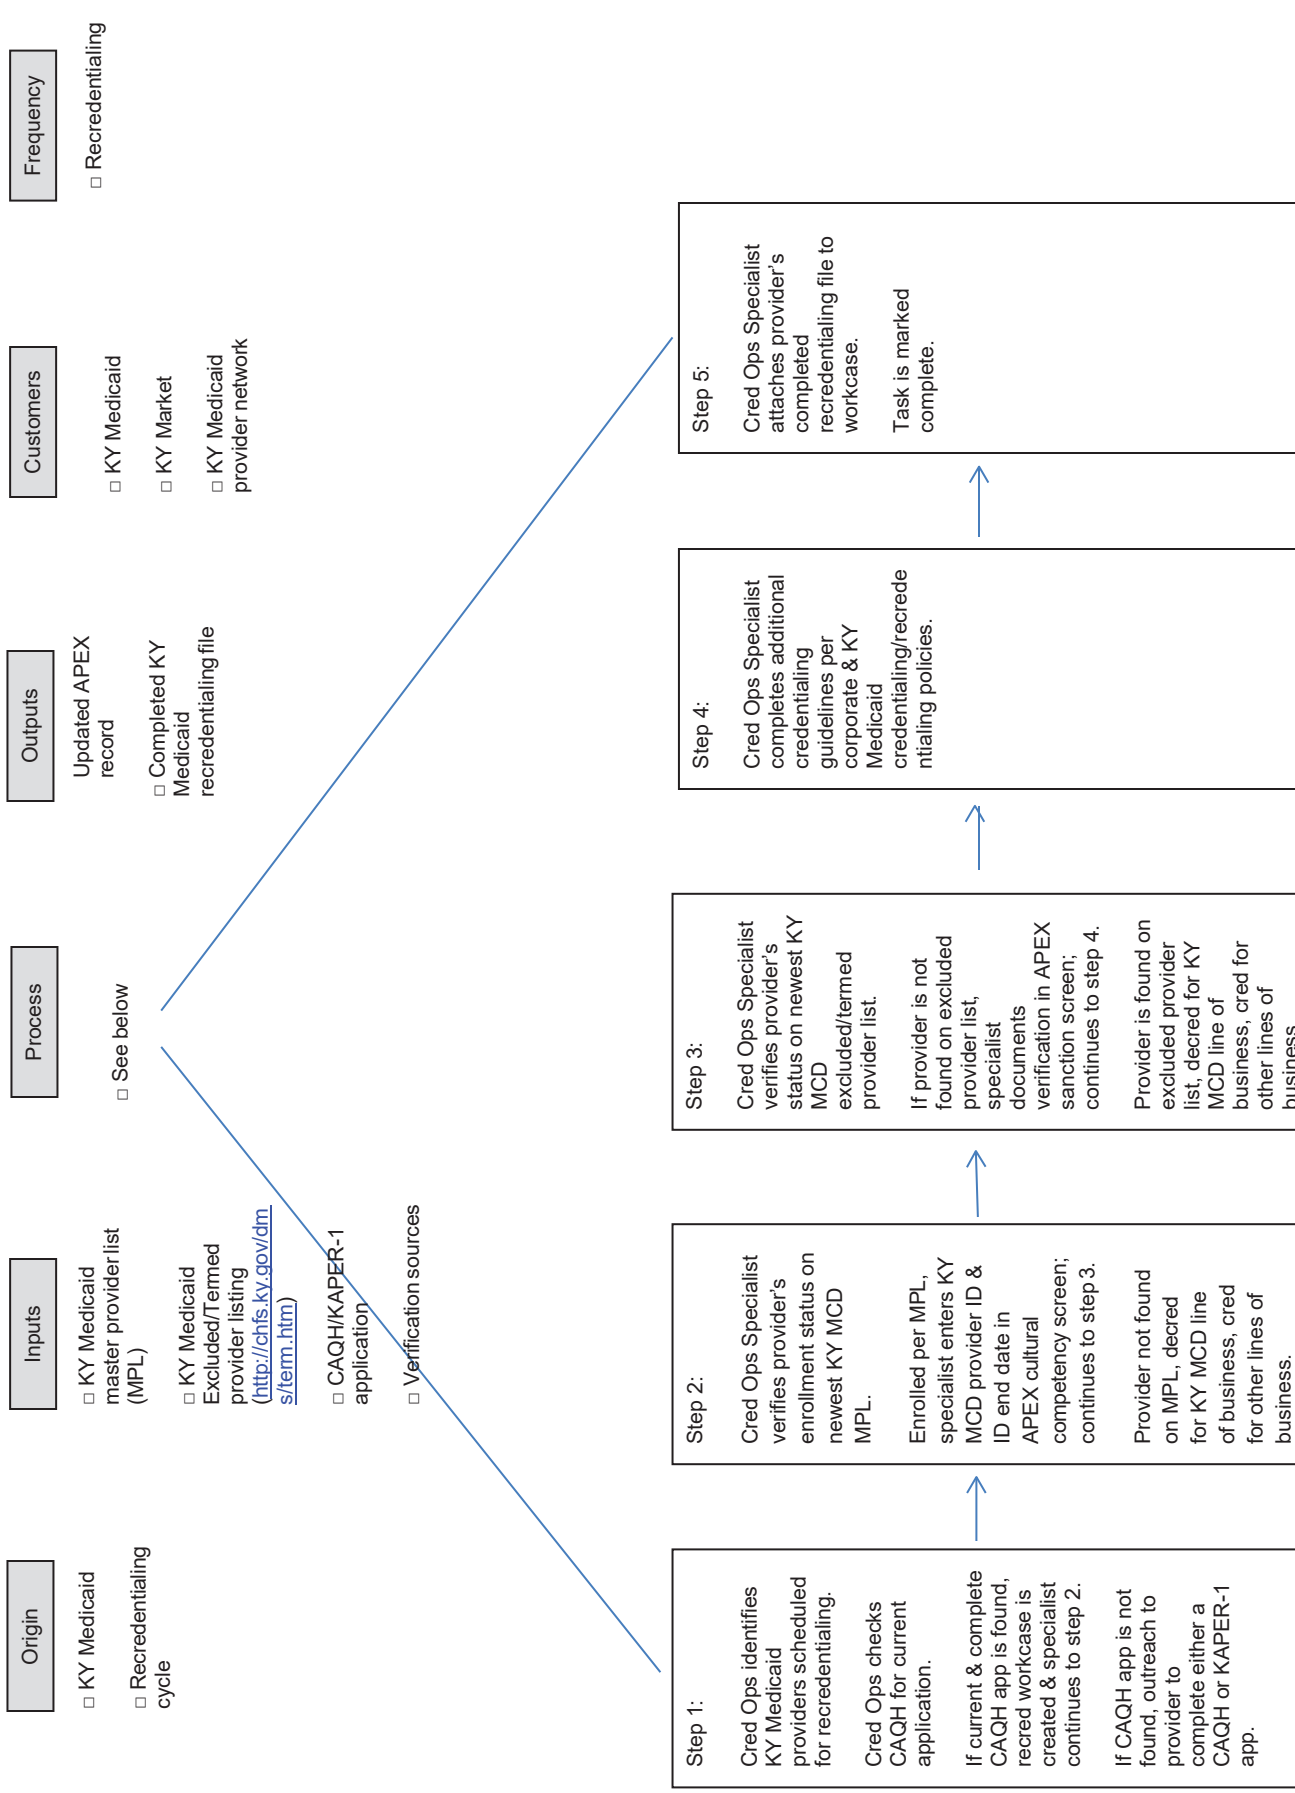 Origin
□ KY Medicaid
□ Recredentialing
cycle
Inputs
□ KY Medicaid
master provider list
(MPL)
□ KY Medicaid
Excluded/Termed
provider listing
(http://chfs.ky.gov/dm
s/term.htm)
□ CAQH/KAPER-1
application
□ Verification sources
Process
□ See below
Outputs
Updated APEX
record
□ Completed KY
Medicaid
recredentialing file
Customers
□ KY Medicaid
□ KY Market
□ KY Medicaid
provider network
Frequency
□ Recredentialing
Step 1:
Cred Ops identifies
KY Medicaid
providers scheduled
for recredentialing.
Cred Ops checks
CAQH for current
application.
If current & complete
CAQH app is found,
recred workcase is
created & specialist
continues to step 2.
If CAQH app is not
found, outreach to
provider to
complete either a
CAQH or KAPER-1
app.
Step 2:
Cred Ops Specialist
verifies provider's
enrollment status on
newest KY MCD
MPL.
Enrolled per MPL,
specialist enters KY
MCD provider ID &
ID end date in
APEX cultural
competency screen;
continues to step 3.
Provider not found
on MPL, decred
for KY MCD line
of business, cred
for other lines of
business.
Step 3:
Cred Ops Specialist
verifies provider's
status on newest KY
MCD
excluded/termed
provider list.
If provider is not
found on excluded
provider list,
specialist
documents
verification in APEX
sanction screen;
continues to step 4.
Provider is found on
excluded provider
list, decred for KY
MCD line of
business, cred for
other lines of
business
Step 4:
Cred Ops Specialist
completes additional
credentialing
guidelines per
corporate & KY
Medicaid
credentialing/recrede
ntialing policies.
Step 5:
Cred Ops Specialist
attaches provider's
completed
recredentialing file to
workcase.
Task is marked
complete.